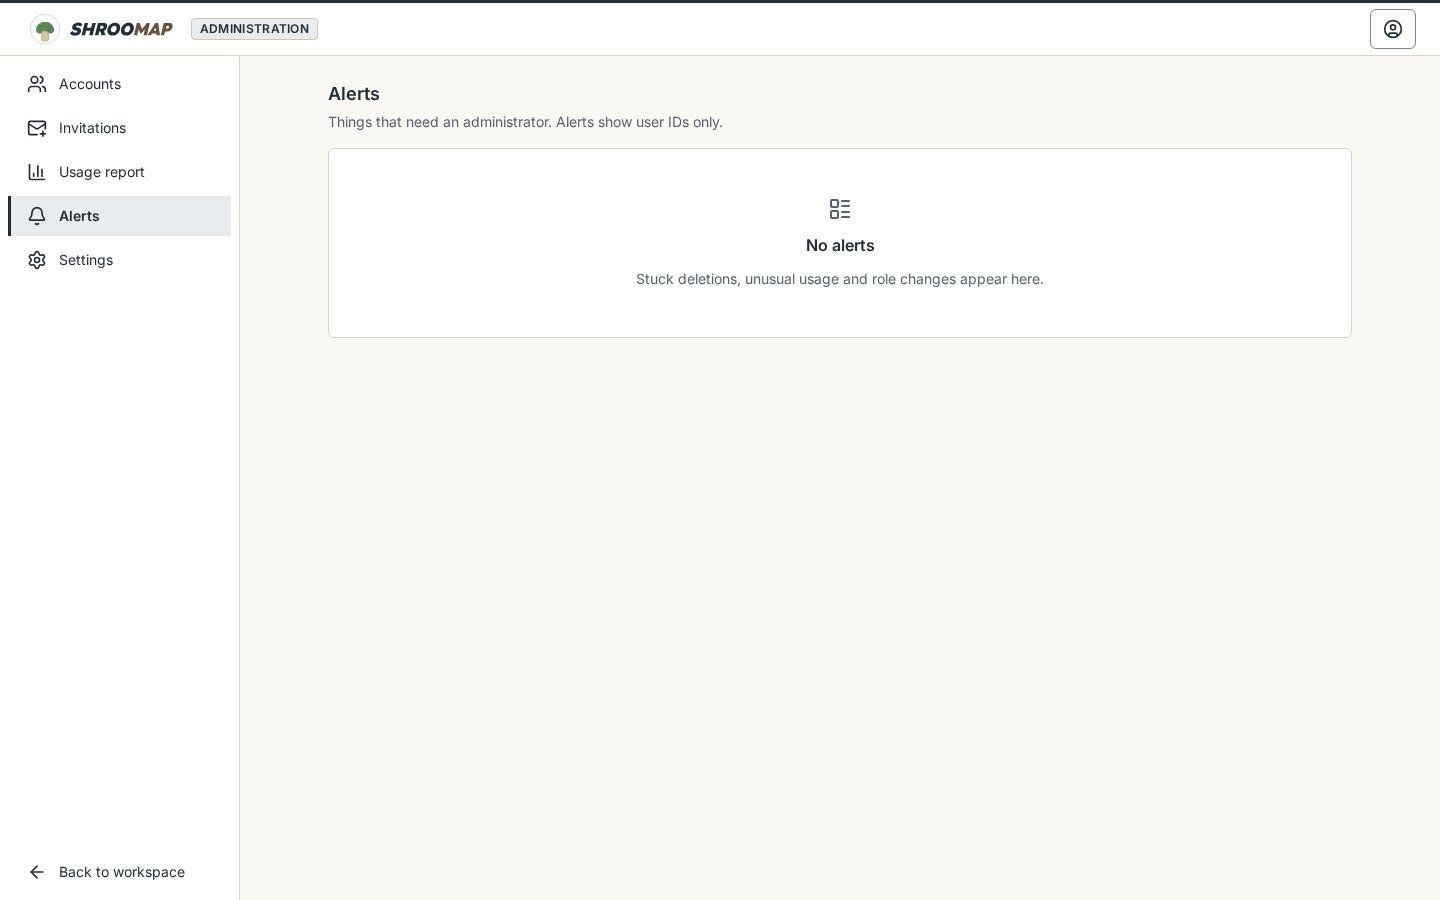 SHROOMAP
ADMINISTRATION
Accounts
Invitations
Usage report
Alerts
Settings
Back to workspace
Alerts
Things that need an administrator. Alerts show user IDs only.
No alerts
Stuck deletions, unusual usage and role changes appear here.